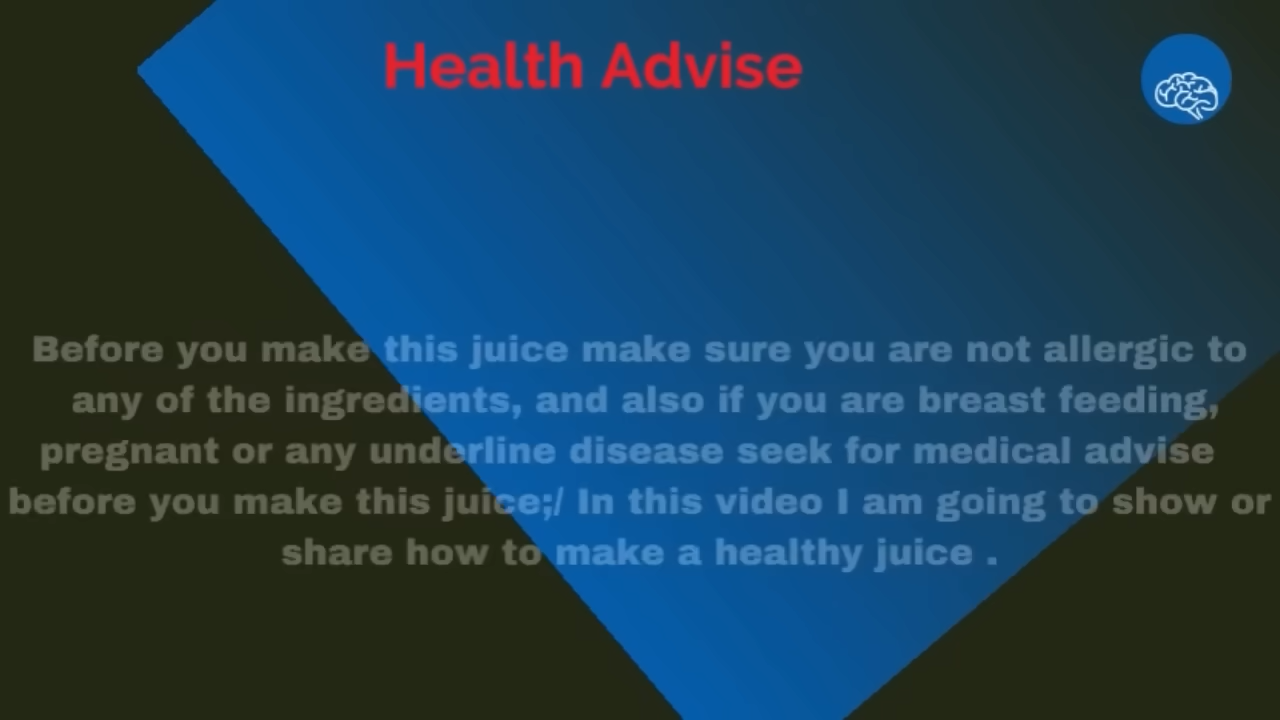 Health Advise
Before you make this juice make sure you are not allergic to
any of the ingredients, and also if you are breast feeding,
pregnant or any underline disease seek for medical advise
before you make this juice;/ In this video I am going to show or
share how to make a healthy juice .